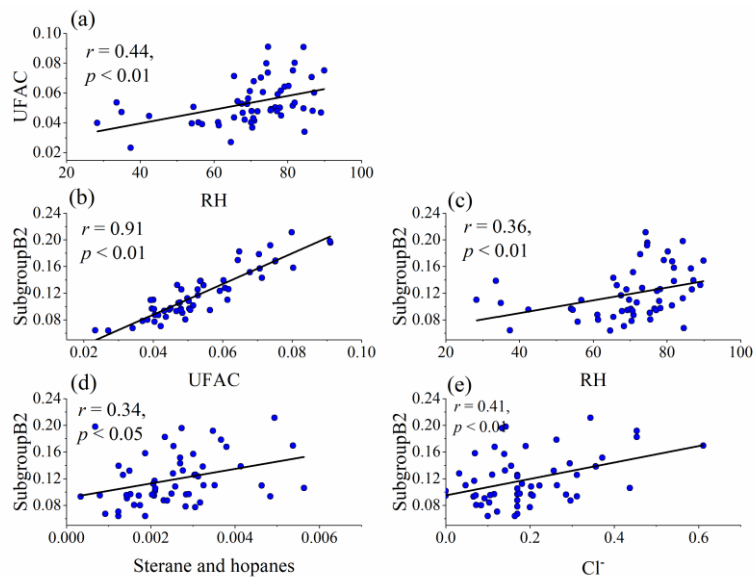 (a)
r = 0.44,
p < 0.01
UFAC
0.10
0.08
0.06
0.04
0.02
20 40 60 80 100
RH
(b)
r = 0.91
p < 0.01
SubgroupB2
0.24
0.20
0.16
0.12
0.08
0.02 0.04 0.06 0.08 0.10
UFAC
(c)
r = 0.36,
p < 0.01
SubgroupB2
0.24
0.20
0.16
0.12
0.08
20 40 60 80 100
RH
(d)
r = 0.34,
p < 0.05
SubgroupB2
0.24
0.20
0.16
0.12
0.08
0.000 0.002 0.004 0.006
Sterane and hopanes
(e)
r = 0.41,
p < 0.01
SubgroupB2
0.24
0.20
0.16
0.12
0.08
0.0 0.2 0.4 0.6
Cl⁻